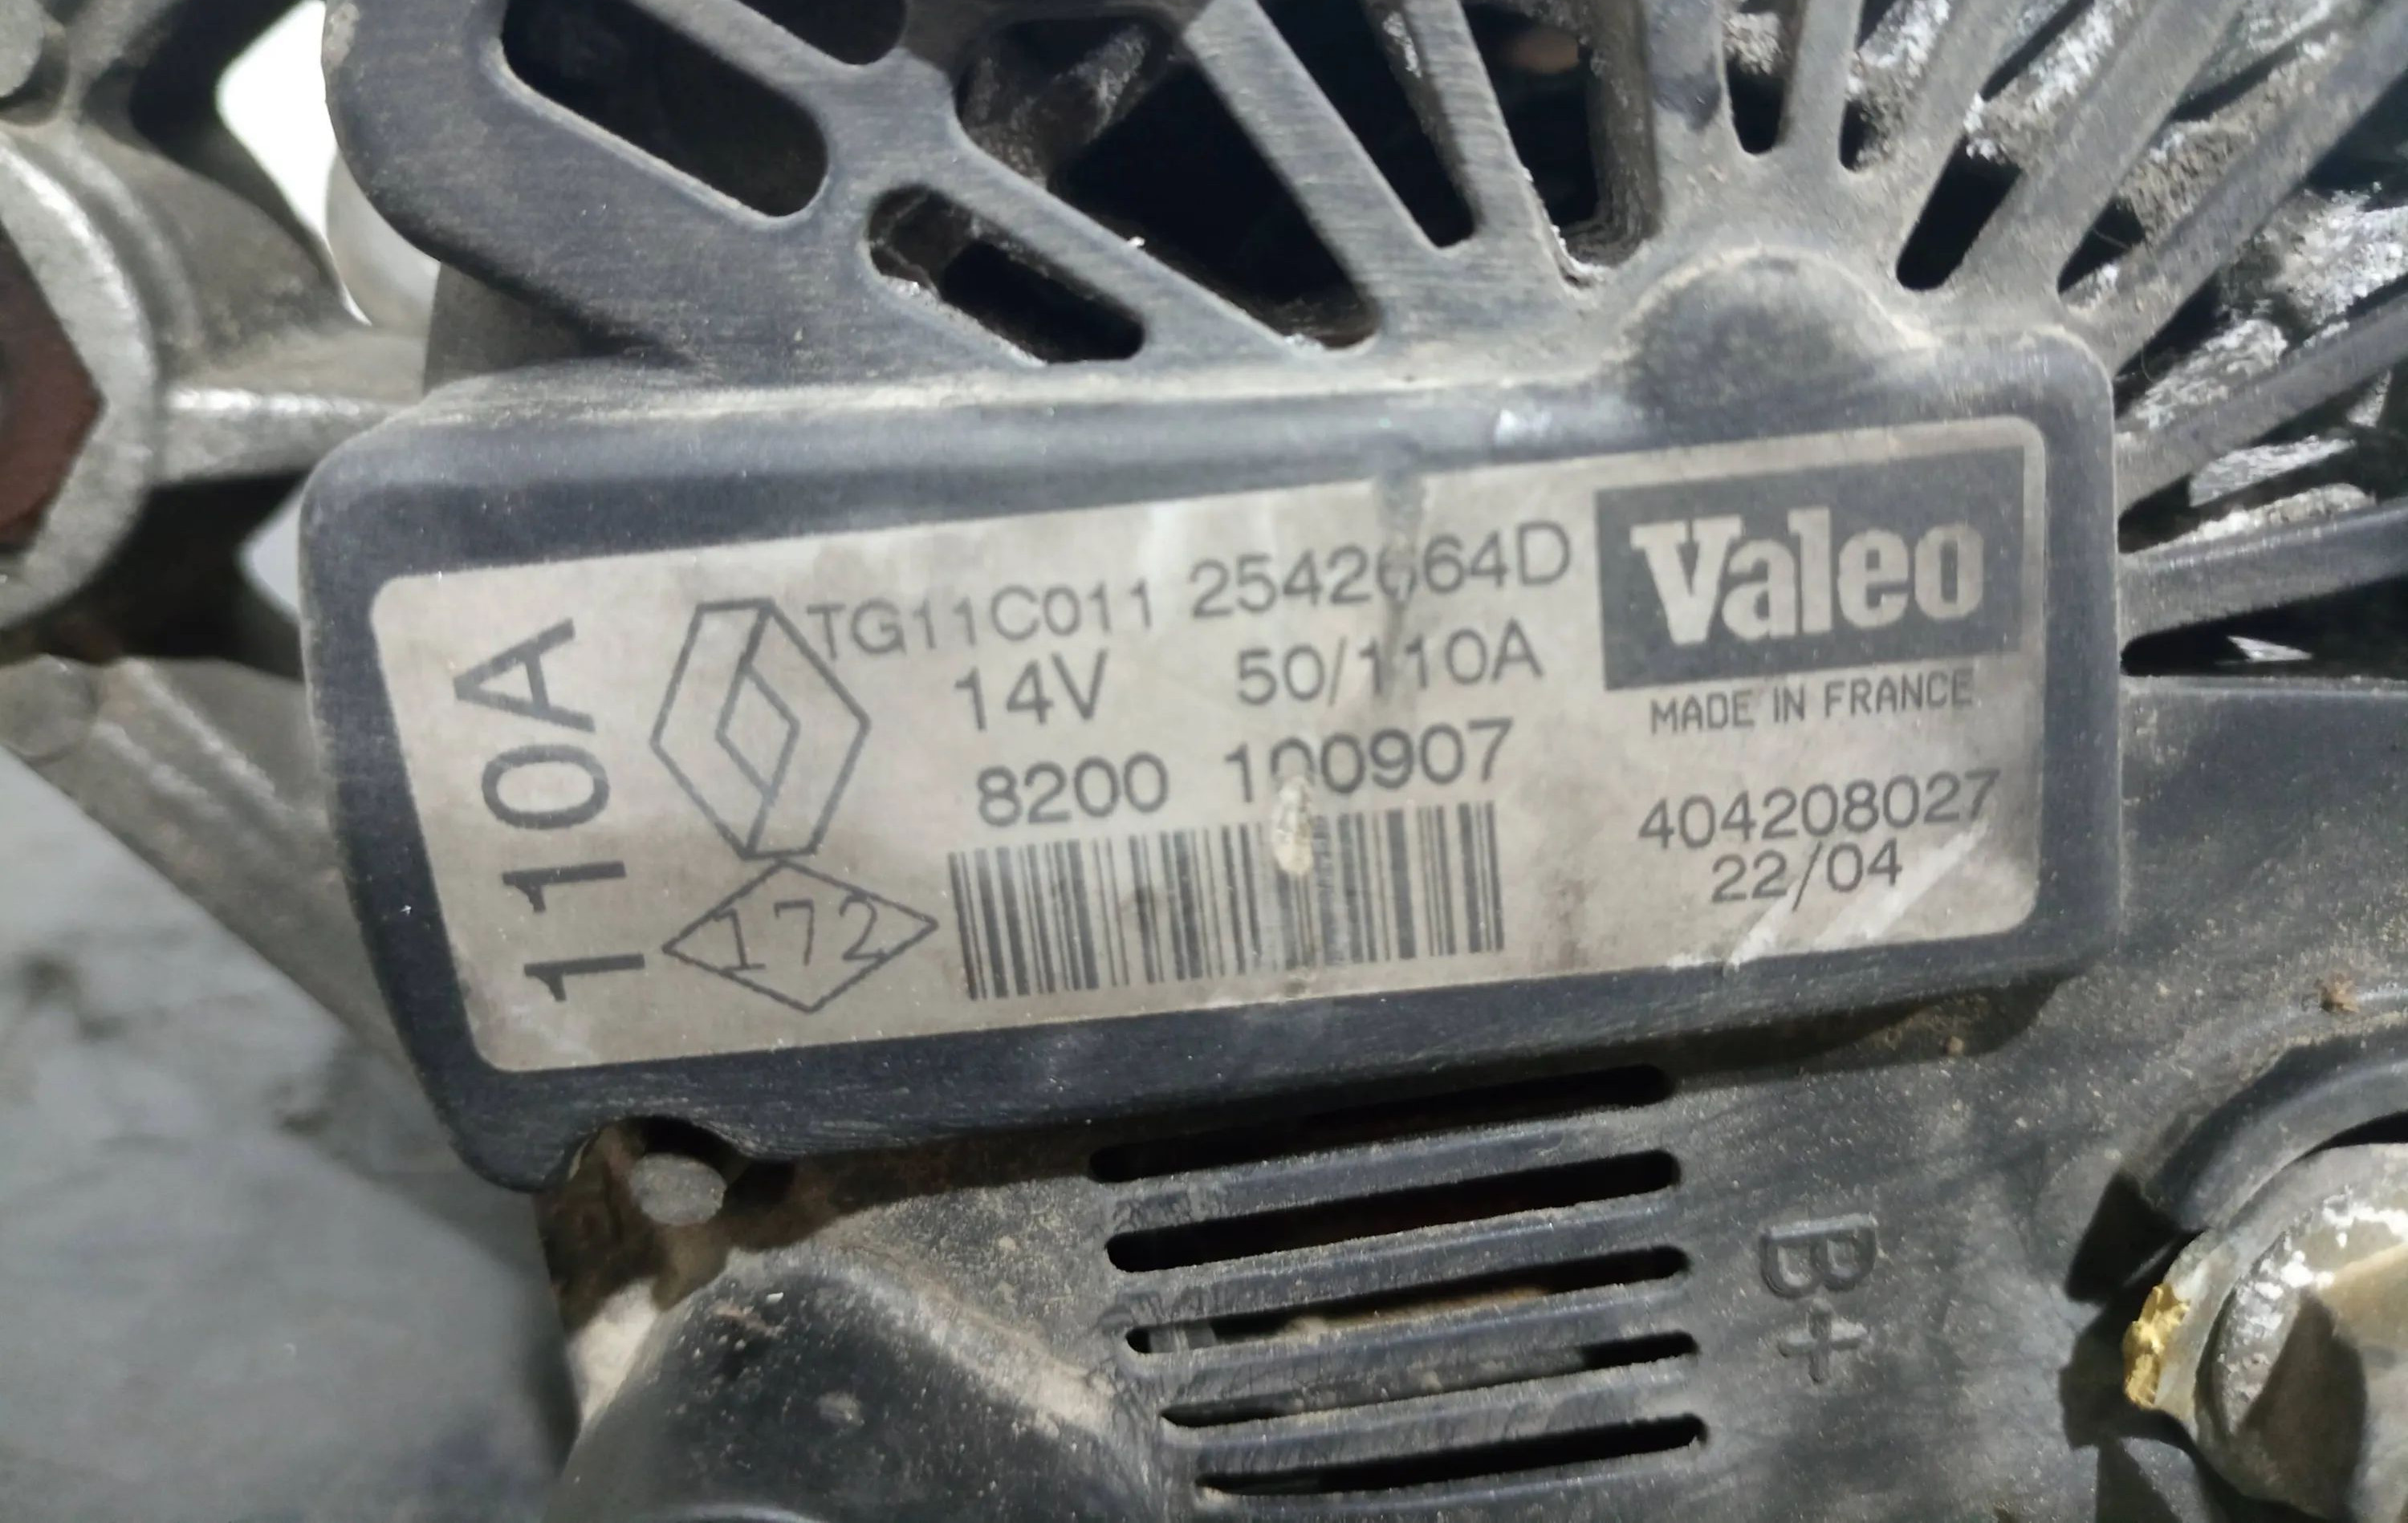 110A
TG11C011 2542664D
14V 50/110A
8200 100907
172
Valeo
MADE IN FRANCE
404208027
22/04
B+